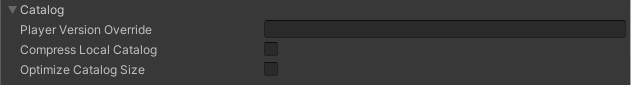 Catalog
Player Version Override
Compress Local Catalog
Optimize Catalog Size